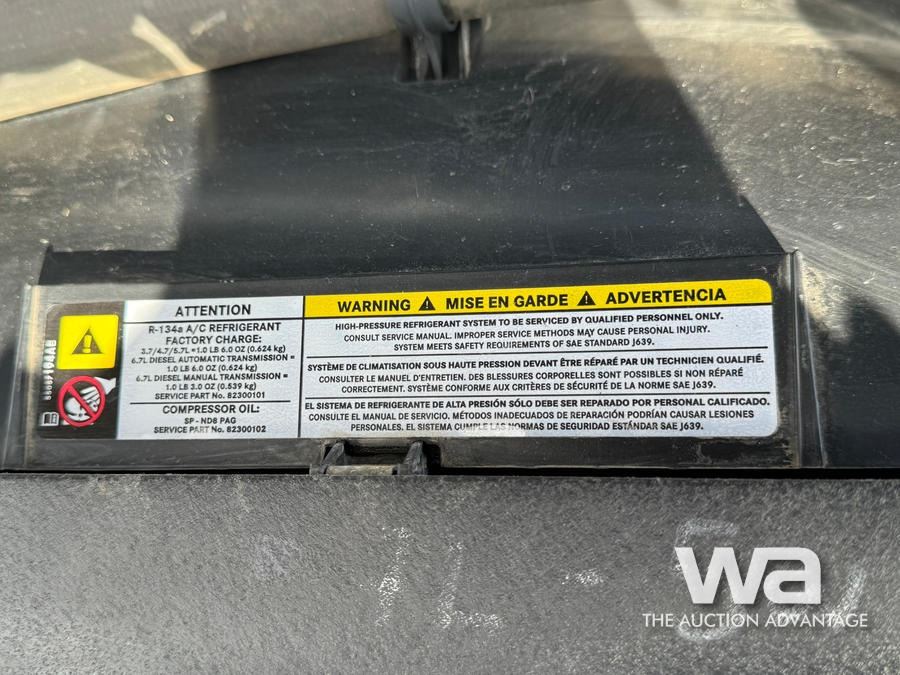 ATTENTION
R-134a A/C REFRIGERANT
FACTORY CHARGE:
3.7/4.7/5.7L =1.0 LB 6.0 OZ (0.624 kg)
6.7L DIESEL AUTOMATIC TRANSMISSION =
1.0 LB 6.0 OZ (0.624 kg)
6.7L DIESEL MANUAL TRANSMISSION =
1.0 LB 3.0 OZ (0.539 kg)
SERVICE PART No. 82300101
COMPRESSOR OIL:
SP - ND8 PAG
SERVICE PART No. 82300102
WARNING MISE EN GARDE ADVERTENCIA
HIGH-PRESSURE REFRIGERANT SYSTEM TO BE SERVICED BY QUALIFIED PERSONNEL ONLY.
CONSULT SERVICE MANUAL. IMPROPER SERVICE METHODS MAY CAUSE PERSONAL INJURY.
SYSTEM MEETS SAFETY REQUIREMENTS OF SAE STANDARD J639.
SYSTÈME DE CLIMATISATION SOUS HAUTE PRESSION DEVANT ÊTRE RÉPARÉ PAR UN TECHNICIEN QUALIFIÉ.
CONSULTER LE MANUEL D'ENTRETIEN. DES BLESSURES CORPORELLES SONT POSSIBLES SI NON RÉPARÉ
CORRECTEMENT. SYSTÈME CONFORME AUX CRITÈRES DE SÉCURITÉ DE LA NORME SAE J639.
EL SISTEMA DE REFRIGERANTE DE ALTA PRESIÓN SÓLO DEBE SER REPARADO POR PERSONAL CALIFICADO.
CONSULTE EL MANUAL DE SERVICIO. MÉTODOS INADECUADOS DE REPARACIÓN PODRÍAN CAUSAR LESIONES
PERSONALES. EL SISTEMA CUMPLE LAS NORMAS DE SEGURIDAD ESTÁNDAR SAE J639.
wa
THE AUCTION ADVANTAGE